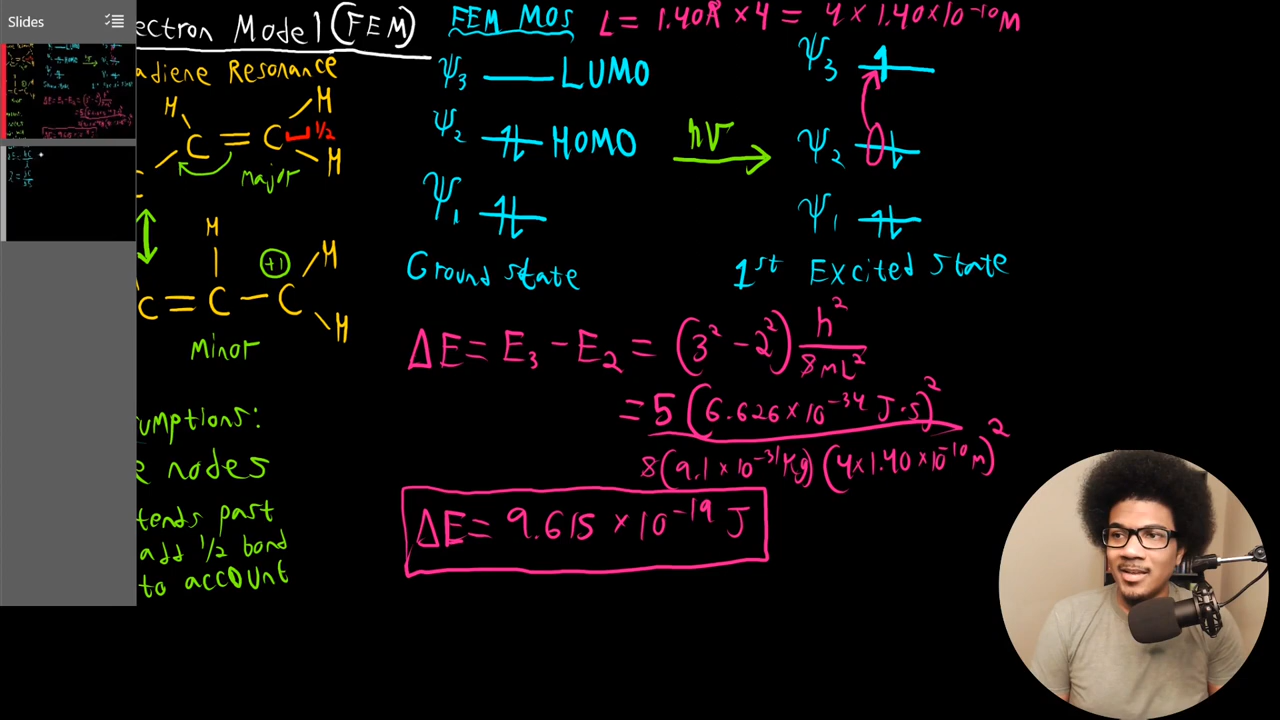 Slides
ectron Model (FEM)
adiene Resonance
H
H
C = C
1/2
H
major
C
H
+1
H
C = C - C
H
Minor
umptions:
e nodes
tends past
add 1/2 bond
to account
FEM MOs
L = 1.40Å × 4 = 4 × 1.40×10⁻¹⁰ M
Ψ₃ LUMO
Ψ₂ HOMO
Ψ₁
Ground state
hν
Ψ₃
Ψ₂
Ψ₁
1st Excited state
ΔE = E₃ - E₂ = (3² - 2²) h²
8mL²
= 5 (6.626×10⁻³⁴ J·s)²
8(9.1×10⁻³¹Kg)(4×1.40×10⁻¹⁰m)²
ΔE = 9.615 × 10⁻¹⁹ J